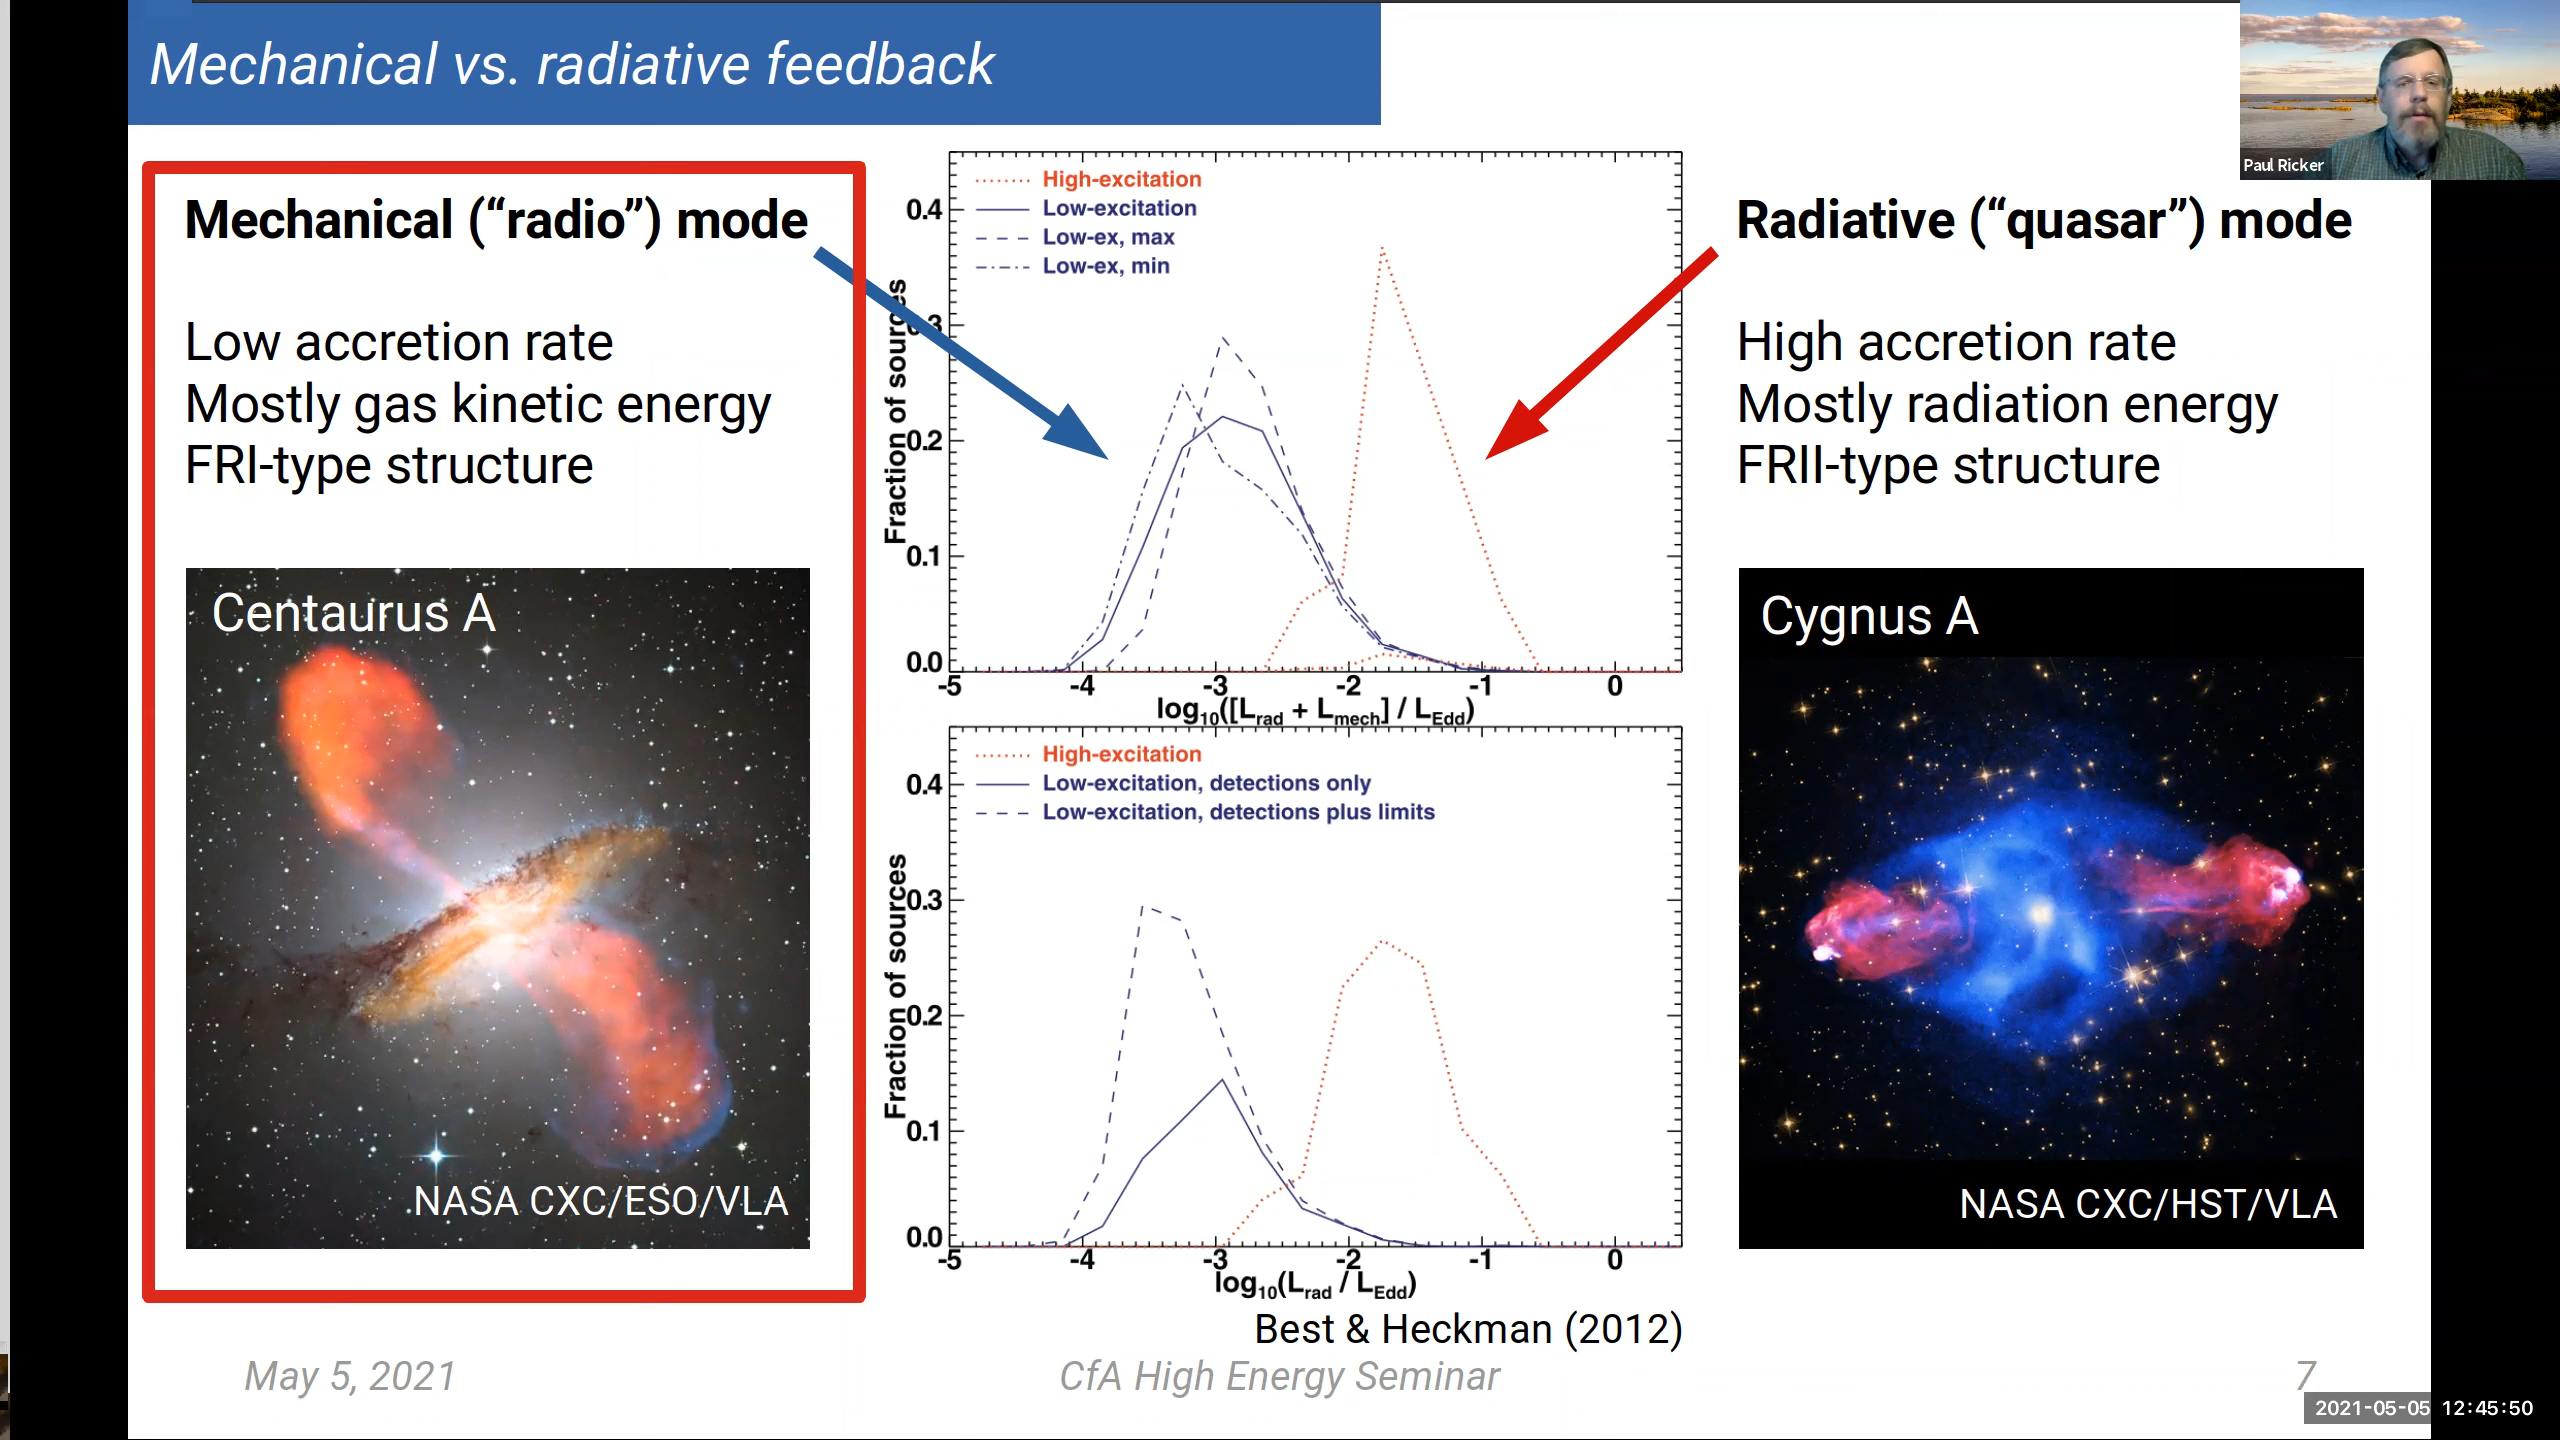 Mechanical vs. radiative feedback
Paul Ricker
Mechanical (“radio”) mode
Low accretion rate
Mostly gas kinetic energy
FRI-type structure
Centaurus A
NASA CXC/ESO/VLA
High-excitation
Low-excitation
Low-ex, max
Low-ex, min
Fraction of sources
0.4
0.2
0.1
0.0
-5 -4 -3 -2 -1 0
log10([Lrad + Lmech] / LEdd)
High-excitation
Low-excitation, detections only
Low-excitation, detections plus limits
Fraction of sources
0.4
0.3
0.2
0.1
0.0
-5 -4 -3 -2 -1 0
log10(Lrad / LEdd)
Best & Heckman (2012)
Radiative (“quasar”) mode
High accretion rate
Mostly radiation energy
FRII-type structure
Cygnus A
NASA CXC/HST/VLA
May 5, 2021
CfA High Energy Seminar
7
2021-05-05 12:45:50